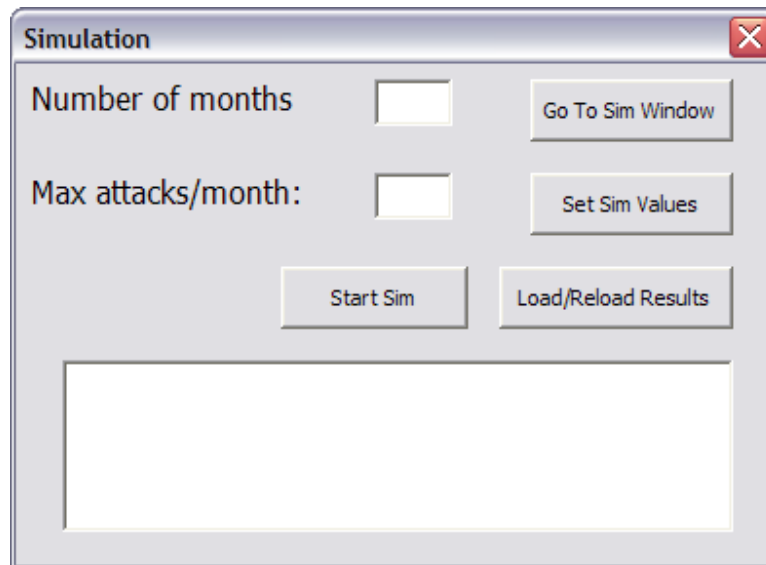 Simulation
Number of months
Go To Sim Window
Max attacks/month:
Set Sim Values
Start Sim
Load/Reload Results